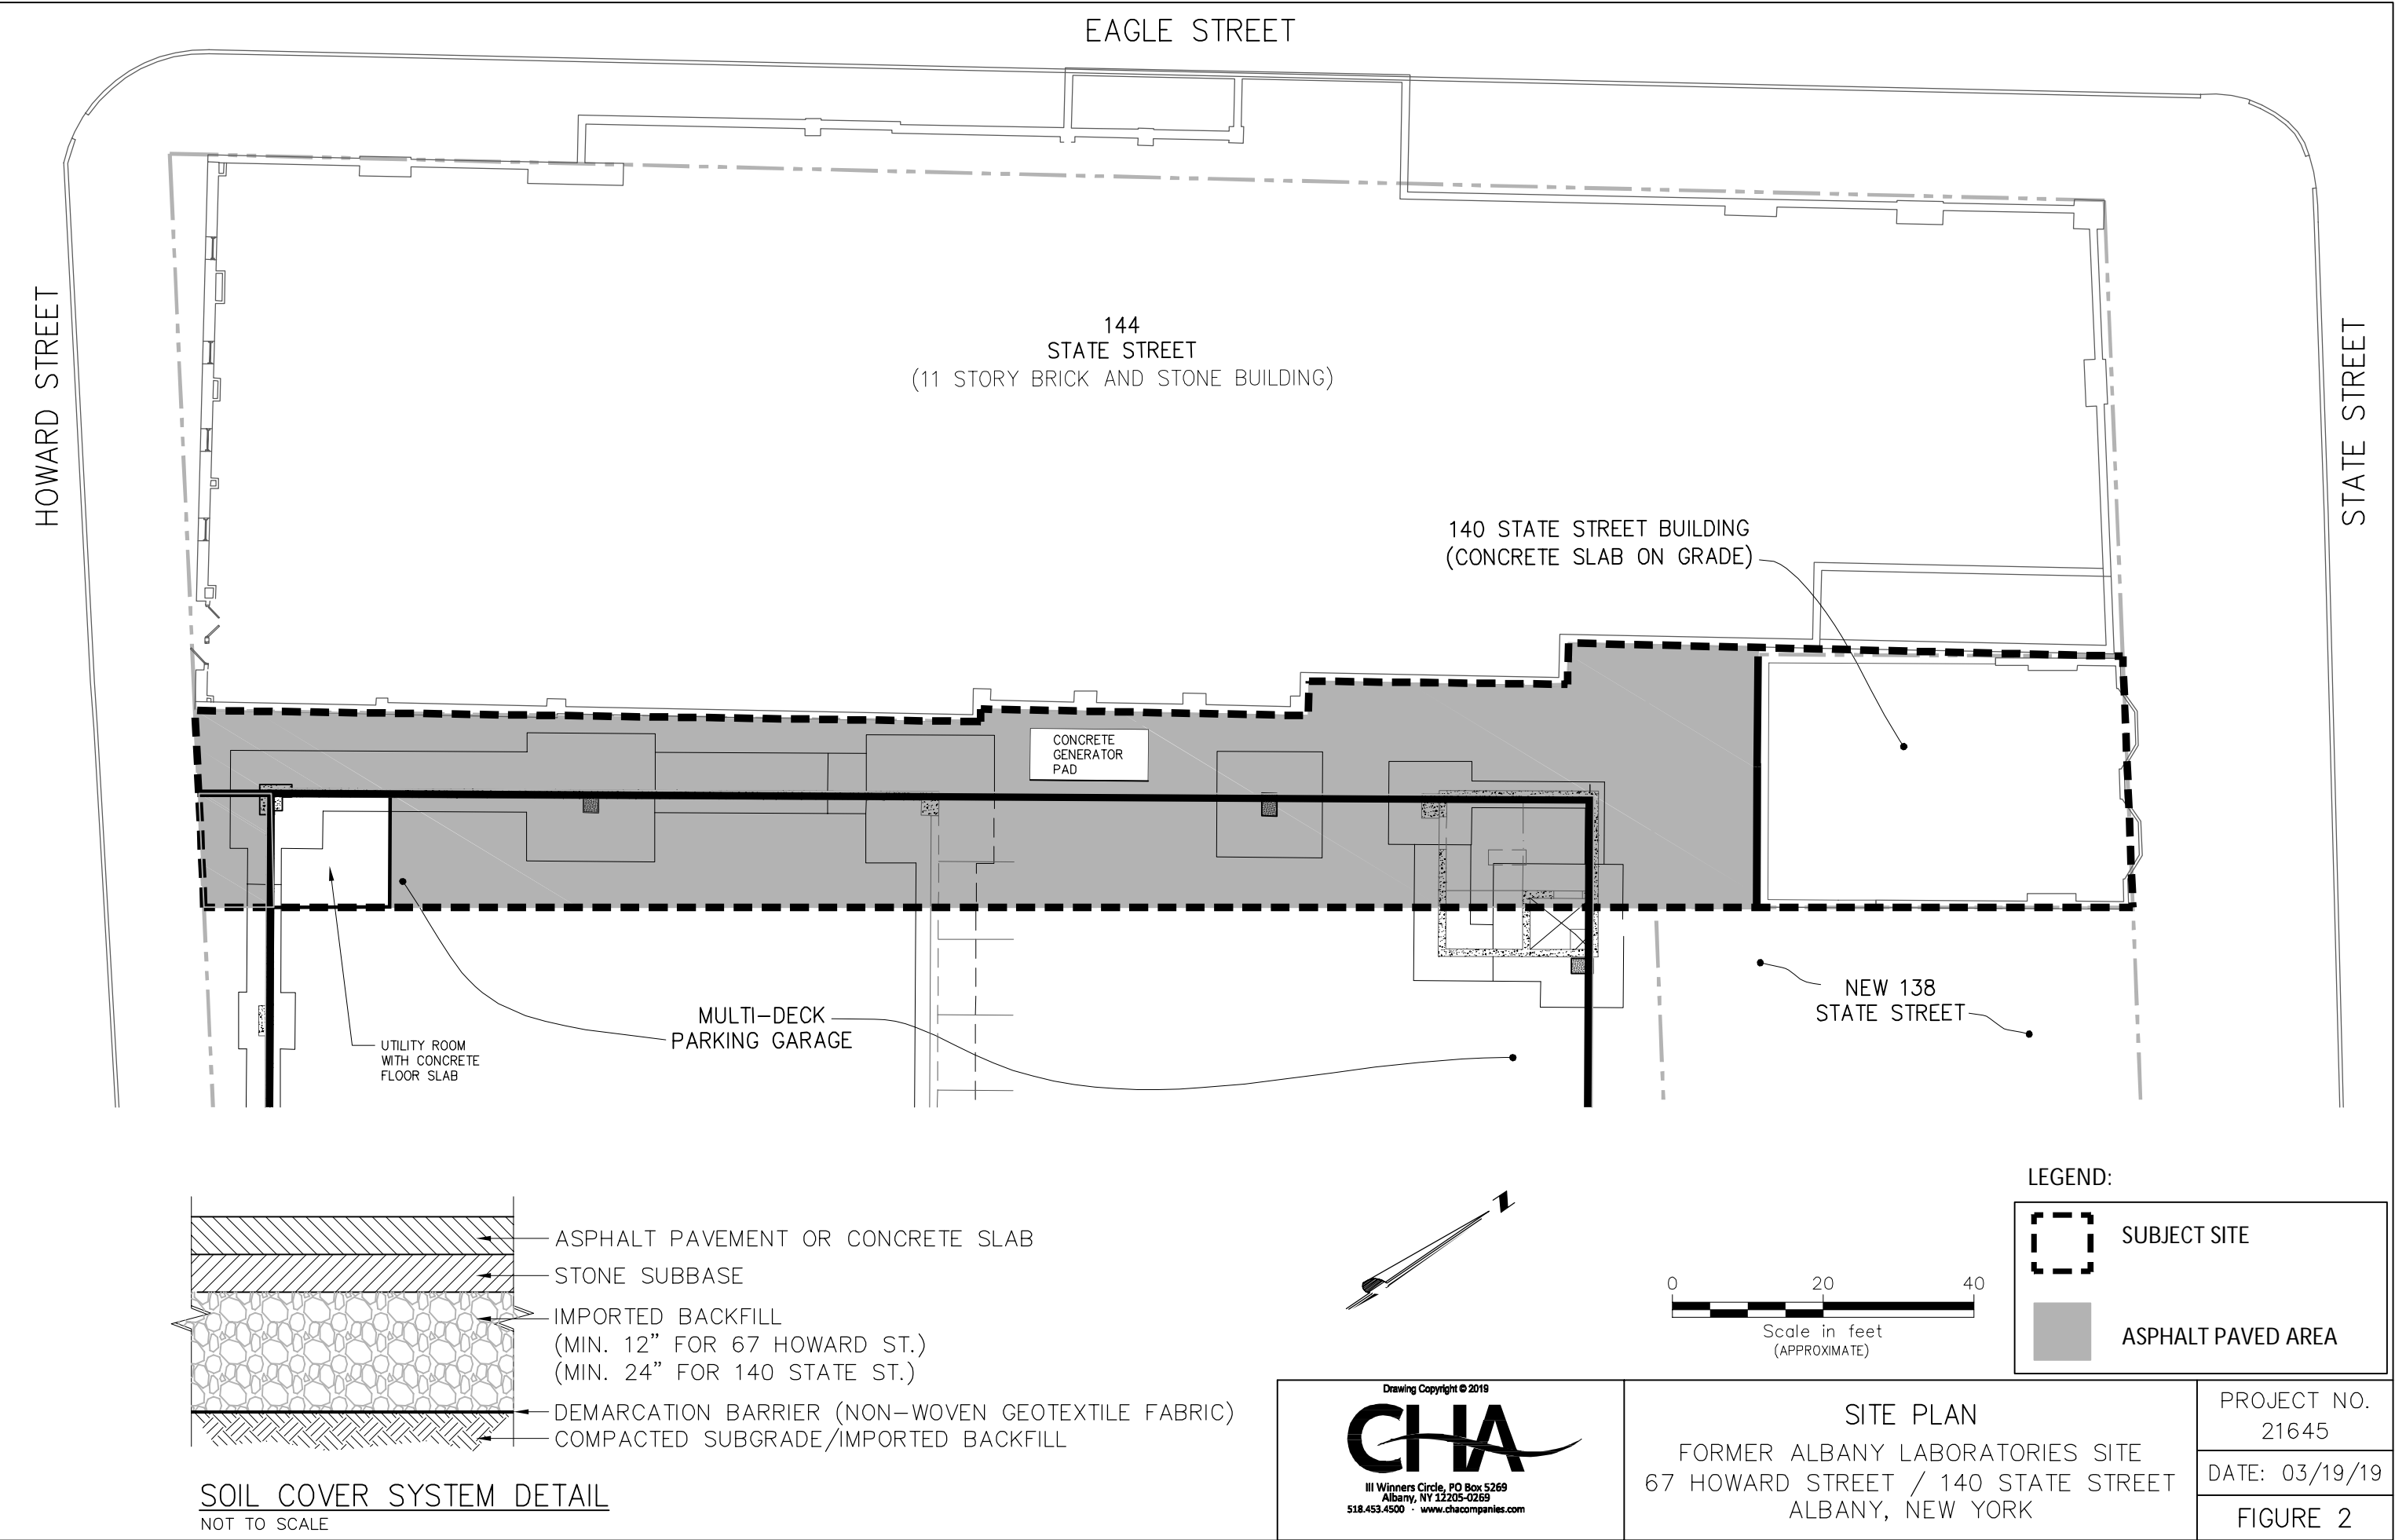 EAGLE STREET
HOWARD STREET
STATE STREET
144
STATE STREET
(11 STORY BRICK AND STONE BUILDING)
140 STATE STREET BUILDING
(CONCRETE SLAB ON GRADE)
CONCRETE
GENERATOR
PAD
MULTI-DECK
PARKING GARAGE
NEW 138
STATE STREET
UTILITY ROOM
WITH CONCRETE
FLOOR SLAB
ASPHALT PAVEMENT OR CONCRETE SLAB
STONE SUBBASE
IMPORTED BACKFILL
(MIN. 12" FOR 67 HOWARD ST.)
(MIN. 24" FOR 140 STATE ST.)
DEMARCATION BARRIER (NON-WOVEN GEOTEXTILE FABRIC)
COMPACTED SUBGRADE/IMPORTED BACKFILL
SOIL COVER SYSTEM DETAIL
NOT TO SCALE
Z
0 20 40
Scale in feet
(APPROXIMATE)
LEGEND:
SUBJECT SITE
ASPHALT PAVED AREA
Drawing Copyright © 2019
CHA
III Winners Circle, PO Box 5269
Albany, NY 12205-0269
518.453.4500 · www.chacompanies.com
SITE PLAN
FORMER ALBANY LABORATORIES SITE
67 HOWARD STREET / 140 STATE STREET
ALBANY, NEW YORK
PROJECT NO.
21645
DATE: 03/19/19
FIGURE 2